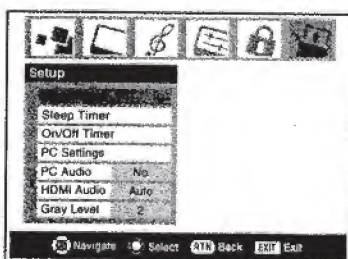 Setup
Sleep Timer
On/Off Timer
PC Settings
PC Audio No
HDMI Audio Auto
Gray Level 2
Navigate Select RTN Back EXIT Exit